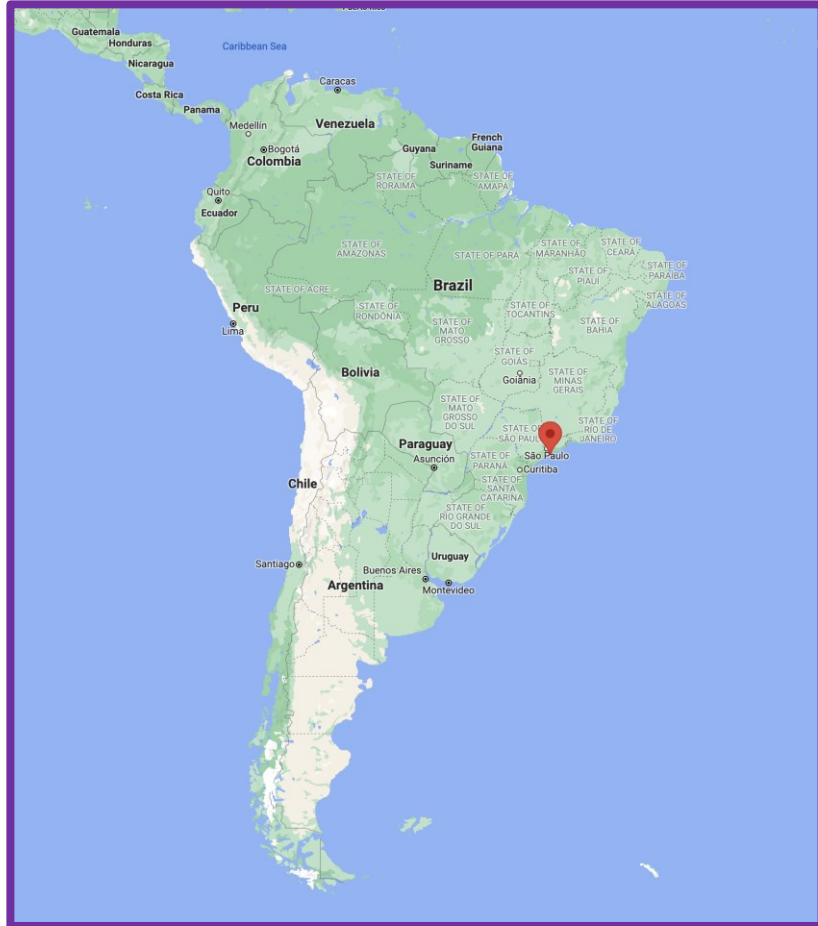 Guatemala
Honduras
Caribbean Sea
Nicaragua
Costa Rica
Panama
Caracas
Venezuela
Medellín
Bogotá
Colombia
Guyana
French
Guiana
Suriname
STATE OF
RORAIMA
STATE OF
AMAPÁ
Quito
Ecuador
STATE OF
AMAZONAS
STATE OF PARÁ
STATE OF
MARANHÃO
STATE OF
CEARÁ
STATE OF
PARAÍBA
STATE OF
PIAUÍ
STATE OF ACRE
Brazil
STATE OF
ALAGOAS
Peru
STATE OF
RONDÔNIA
STATE OF
TOCANTINS
STATE OF
BAHIA
Lima
STATE OF
MATO
GROSSO
STATE OF
GOIÁS
Bolivia
Goiânia
STATE OF
MINAS
GERAIS
STATE OF
MATO
GROSSO
DO SUL
STATE OF
SÃO PAULO
STATE OF
RIO DE
JANEIRO
Paraguay
São Paulo
Asunción
STATE OF
PARANÁ
Curitiba
Chile
STATE OF
SANTA
CATARINA
STATE OF
RIO GRANDE
DO SUL
Uruguay
Santiago
Buenos Aires
Argentina
Montevideo